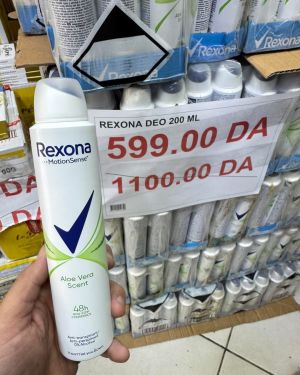 Rexona
MotionSense
Aloe Vera
Scent
48h
REXONA DEO 200 ML
599.00 DA
1100.00 DA
Rexona
Rexona